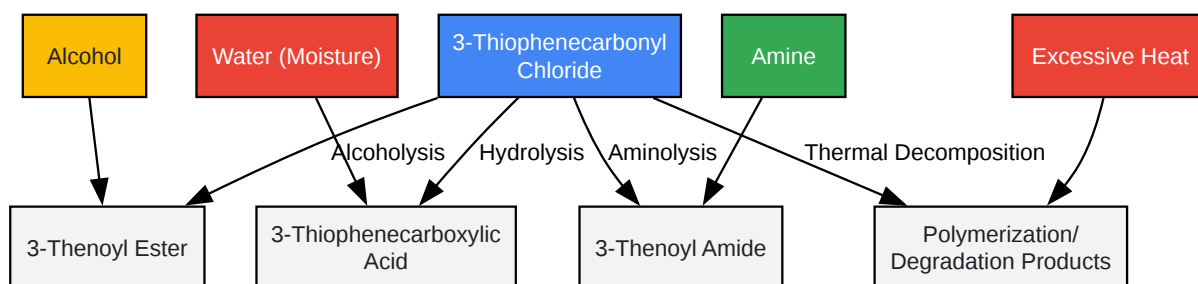 Alcohol
Water (Moisture)
3-Thiophenecarbonyl
Chloride
Amine
Excessive Heat
Alcoholysis
Hydrolysis
Aminolysis
Thermal Decomposition
3-Thenoyl Ester
3-Thiophenecarboxylic
Acid
3-Thenoyl Amide
Polymerization/
Degradation Products